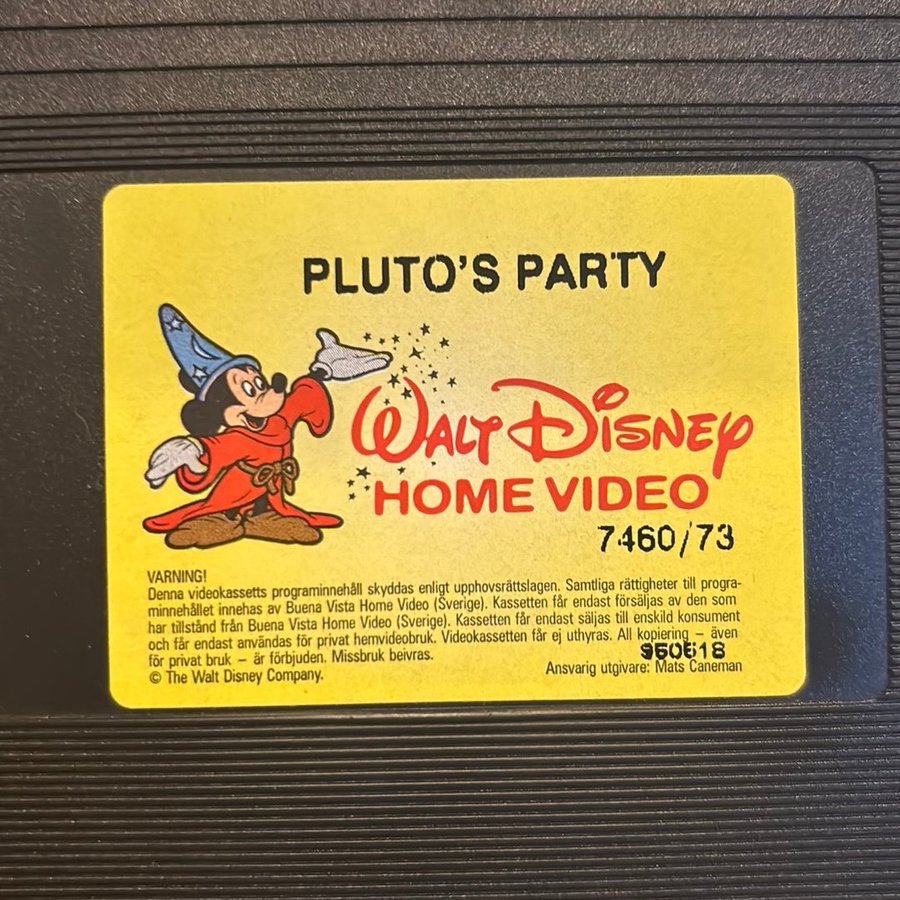 PLUTO'S PARTY
WALT DISNEY
HOME VIDEO
7460/73
VARNING!
Denna videokassetts programinnehåll skyddas enligt upphovsrättslagen. Samtliga rättigheter till progra-
minnehållet innehas av Buena Vista Home Video (Sverige). Kassetten får endast försäljas av den som
har tillstånd från Buena Vista Home Video (Sverige). Kassetten får endast säljas till enskild konsument
och får endast användas för privat hemvideobruk. Videokassetten får ej uthyras. All kopiering – även
för privat bruk – är förbjuden. Missbruk beivras.
950518
© The Walt Disney Company.
Ansvarig utgivare: Mats Caneman